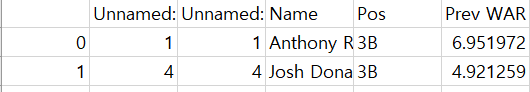 Unnamed: Unnamed: Name Pos Prev WAR
0 1 1 Anthony R 3B 6.951972
1 4 4 Josh Dona 3B 4.921259